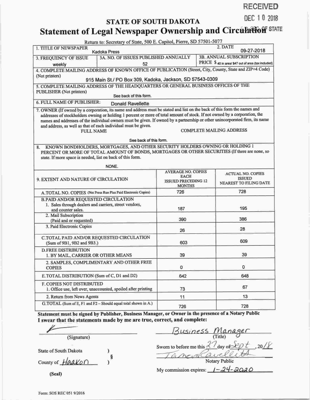 RECEIVED
DEC 10 2018
STATE OF SOUTH DAKOTA
Statement of Legal Newspaper Ownership and Circulation
OF STATE
Return to: Secretary of State, 500 E. Capitol, Pierre, SD 57501-5077
1. TITLE OF NEWSPAPER
Kadoka Press
2. DATE
09-27-2018
3. FREQUENCY OF ISSUE
weekly
3A. NO. OF ISSUES PUBLISHED ANNUALLY
52
3B. ANNUAL SUBSCRIPTION
PRICE $
4. COMPLETE MAILING ADDRESS OF KNOWN OFFICE OF PUBLICATION (Street, City, County, State and ZIP+4 Code)
(Not printers)
915 Main St / PO Box 309, Kadoka, Jackson, SD 57543-0309
5. COMPLETE MAILING ADDRESS OF THE HEADQUARTERS OR GENERAL BUSINESS OFFICES OF THE
PUBLISHER (Not printers)
See back of this form.
6. FULL NAME OF PUBLISHER:
Donald Ravellette
7. OWNER (If owned by a corporation, its name and address must be stated and list on the back of this form the names and
addresses of stockholders owning or holding 1 percent or more of total amount of stock. If not owned by a corporation, the
names and addresses of the individual owners must be given. If owned by a partnership or other unincorporated firm, its name
and address, as well as that of each individual must be given.
FULL NAME
COMPLETE MAILING ADDRESS
See back of this form.
8. KNOWN BONDHOLDERS, MORTGAGES, AND OTHER SECURITY HOLDERS OWNING OR HOLDING 1
PERCENT OR MORE OF TOTAL AMOUNT OF BONDS, MORTGAGES OR OTHER SECURITIES (If there are none, so
state. If more space is needed, list on back of this form.
NONE.
9. EXTENT AND NATURE OF CIRCULATION
AVERAGE NO. COPIES
EACH
ISSUED PRECEDING 12
MONTHS
ACTUAL NO. COPIES
ISSUED
NEAREST TO FILING DATE
A. TOTAL NO. COPIES (Net Press Run Plus Paid Electronic Copies)
728
728
B. PAID AND/OR REQUESTED CIRCULATION
1. Sales through dealers and carriers, street vendors,
and counter sales.
187
195
2. Mail Subscription
(Paid and or requested)
390
386
3. Paid Electronic Copies
26
28
C. TOTAL PAID AND/OR REQUESTED CIRCULATION
(Sum of 9B1, 9B2 and 9B3.)
603
609
D. FREE DISTRIBUTION
1. BY MAIL, CARRIER OR OTHER MEANS
39
39
2. SAMPLES, COMPLIMENTARY AND OTHER FREE
COPIES
0
0
E. TOTAL DISTRIBUTION (Sum of C, D1 and D2)
642
648
F. COPIES NOT DISTRIBUTED
1. Office use, left over, unaccounted, spoiled after printing
73
67
2. Return from News Agents
11
13
G. TOTAL (Sum of E, F1 and F2 - Should equal total shown in A.)
728
728
Statement must be signed by Publisher, Business Manager, or Owner in the presence of a Notary Public
I swear that the statements made by me are true, correct, and complete:
Business Manager
(Signature)
(Title)
State of South Dakota )
§
County of Haakon )
(Seal)
Sworn to before me this 27 day of Sept, 2018
Notary Public
My commission expires: 1-24-2020